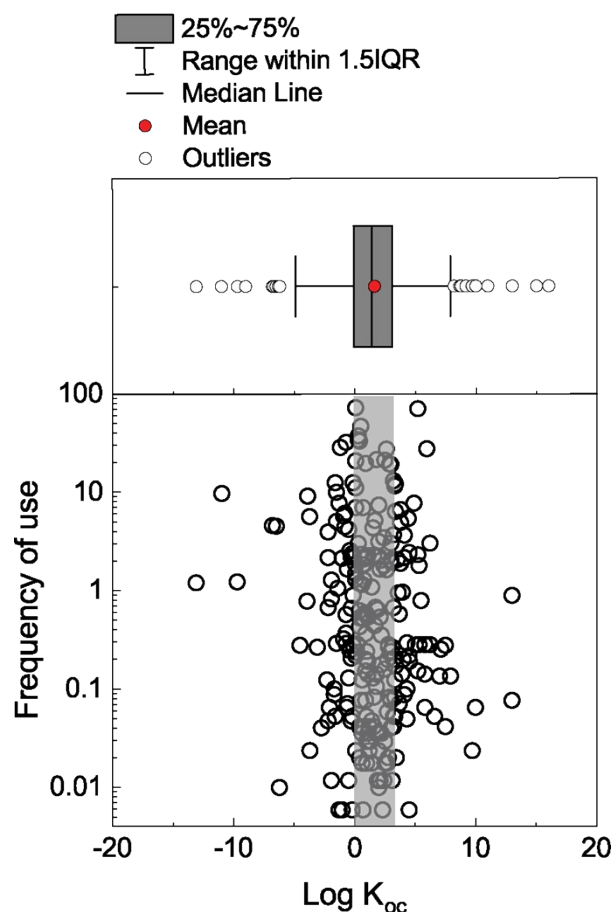 25%~75%
Range within 1.5IQR
Median Line
Mean
Outliers
100
10
1
0.1
0.01
Frequency of use
-20 -10 0 10 20
Log Koc